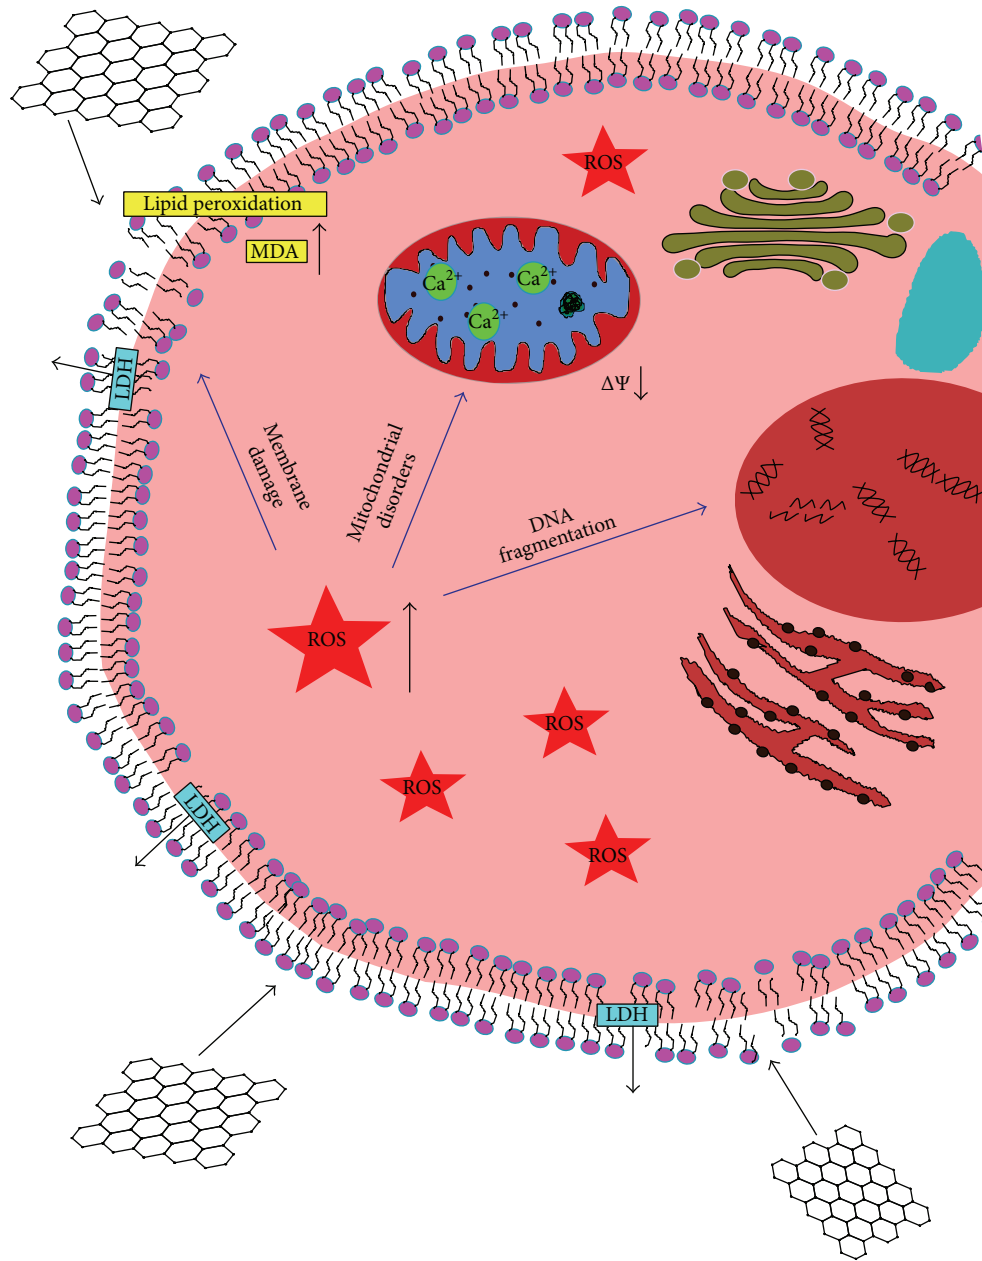 ROS
Lipid peroxidation
MDA
Ca2+
Ca2+
Ca2+
ΔΨ
LDH
Membrane
damage
Mitochondrial
disorders
DNA
fragmentation
ROS
ROS
ROS
LDH
ROS
LDH